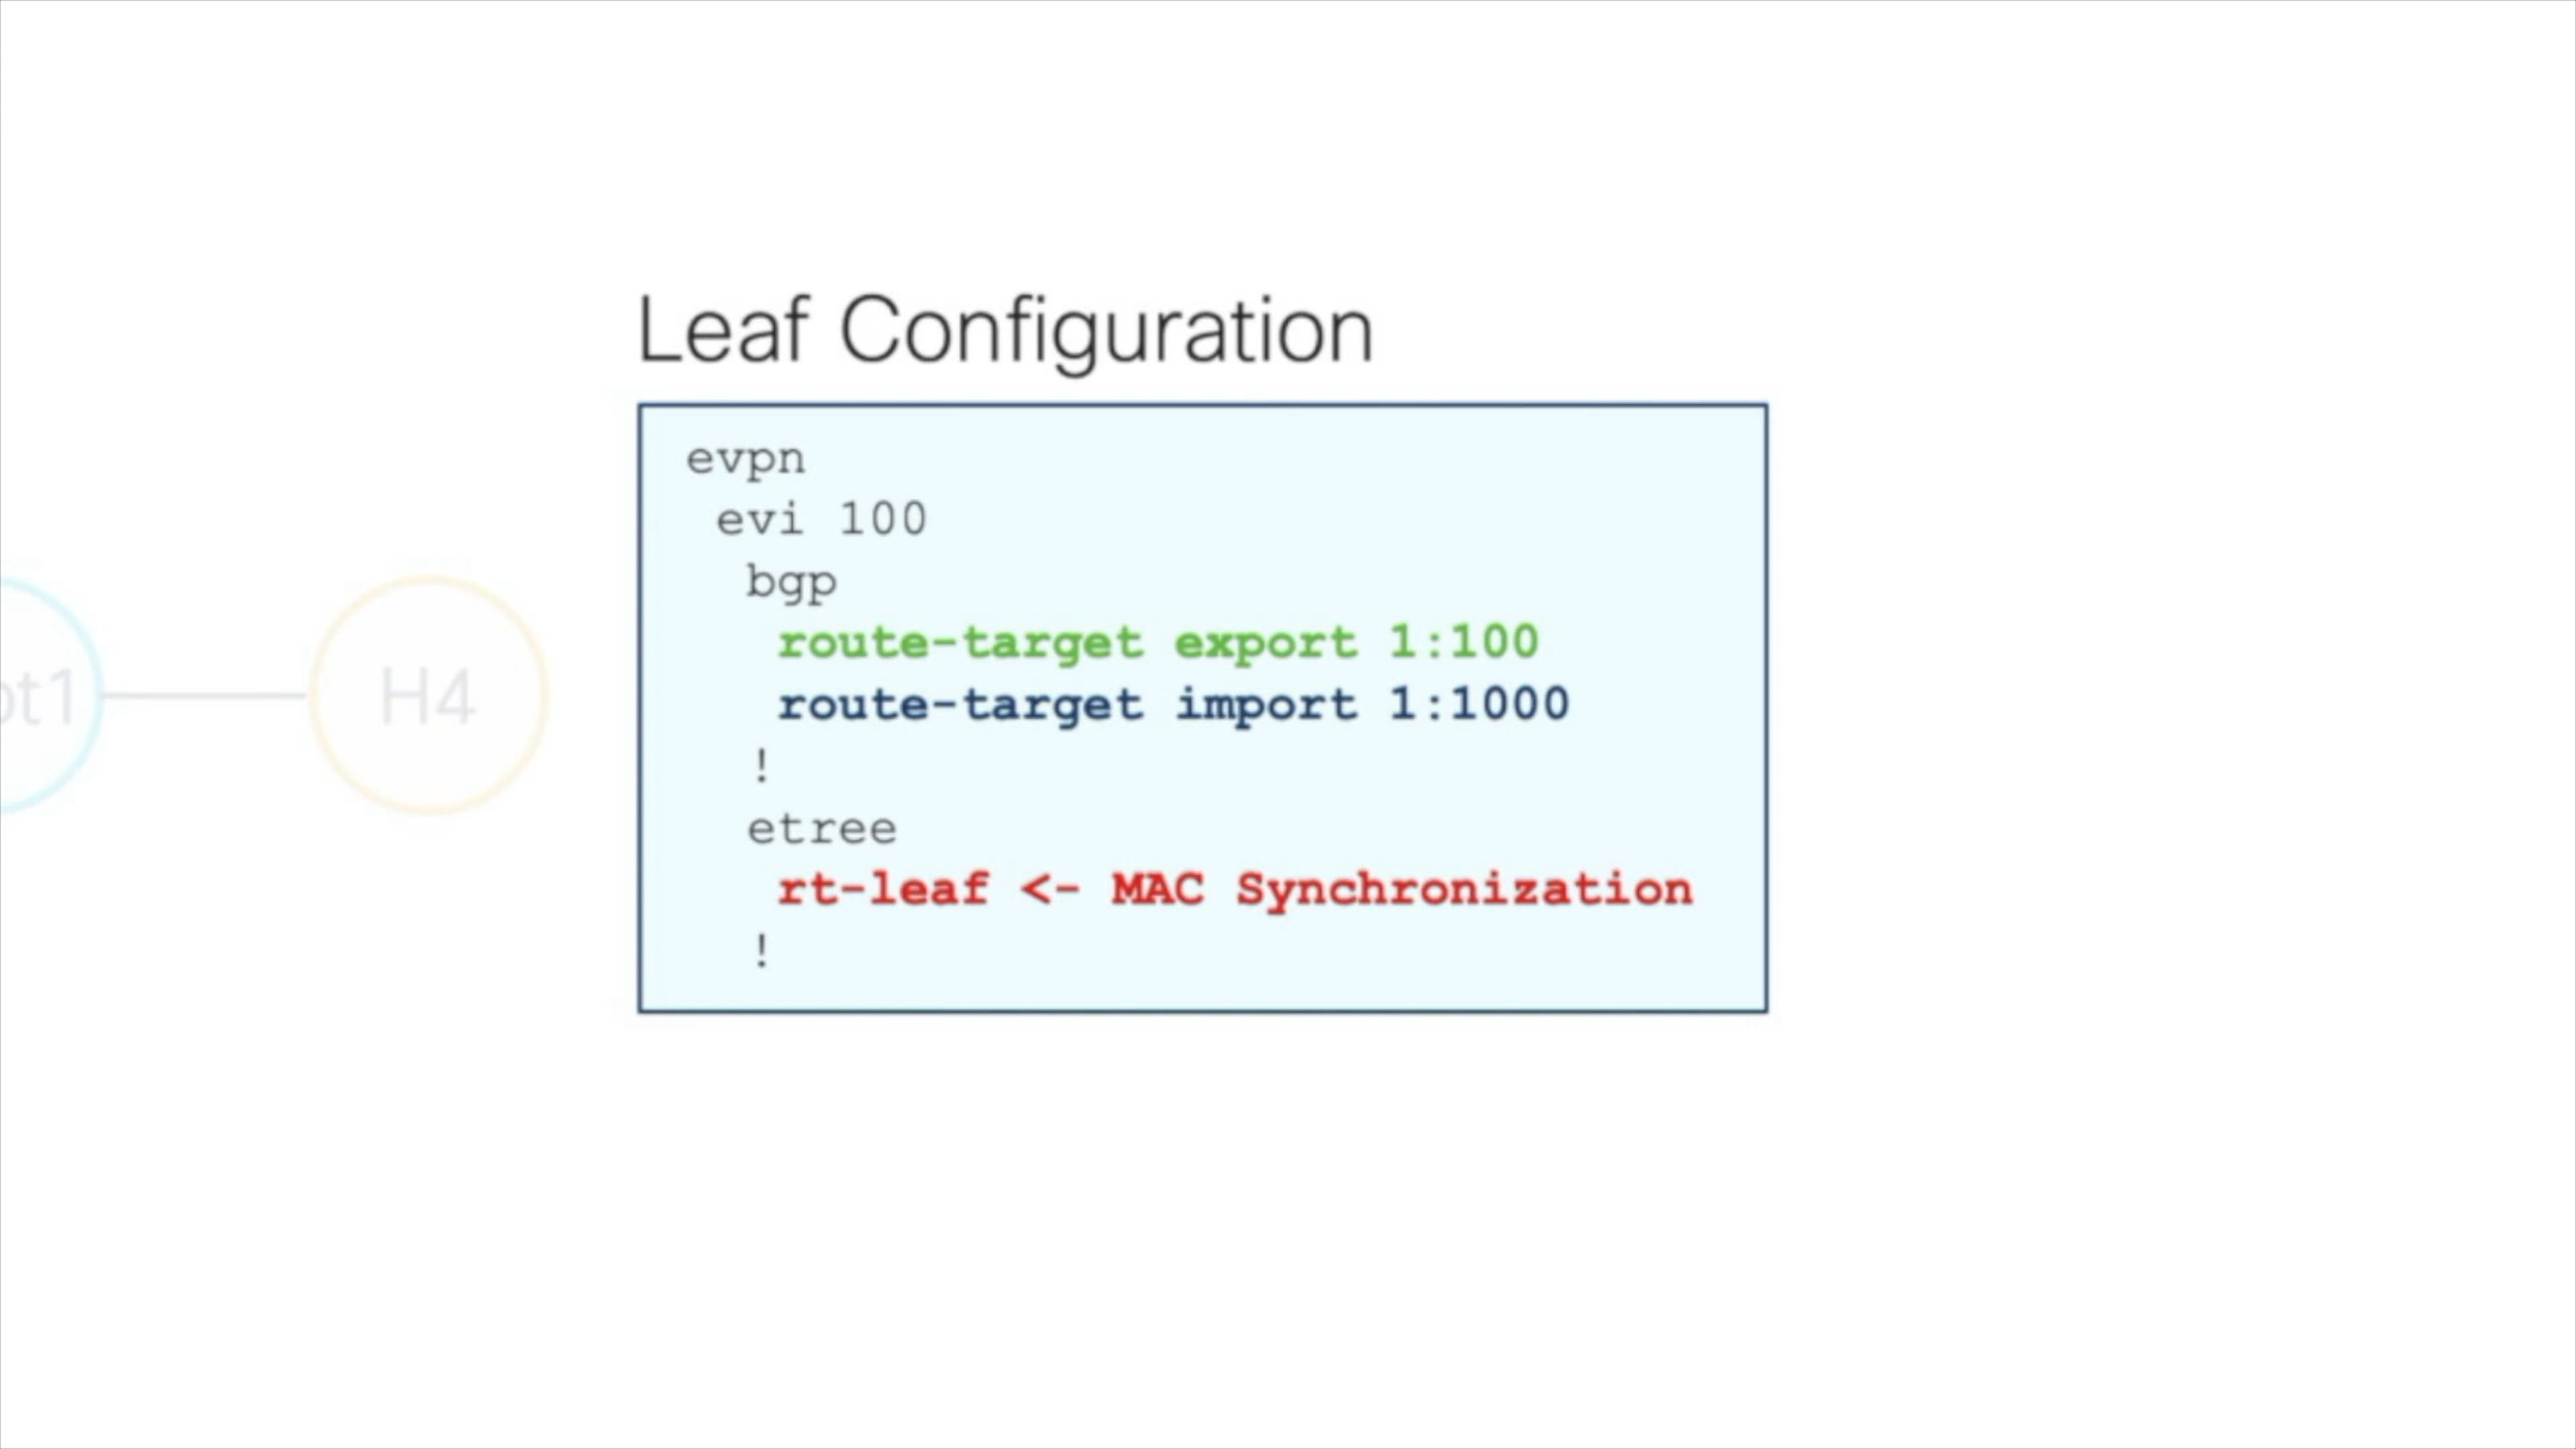 Leaf Configuration
evpn
evi 100
bgp
route-target export 1:100
route-target import 1:1000
!
etree
rt-leaf <- MAC Synchronization
!
H4